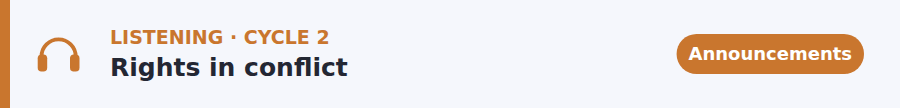 LISTENING · CYCLE 2
Rights in conflict
Announcements